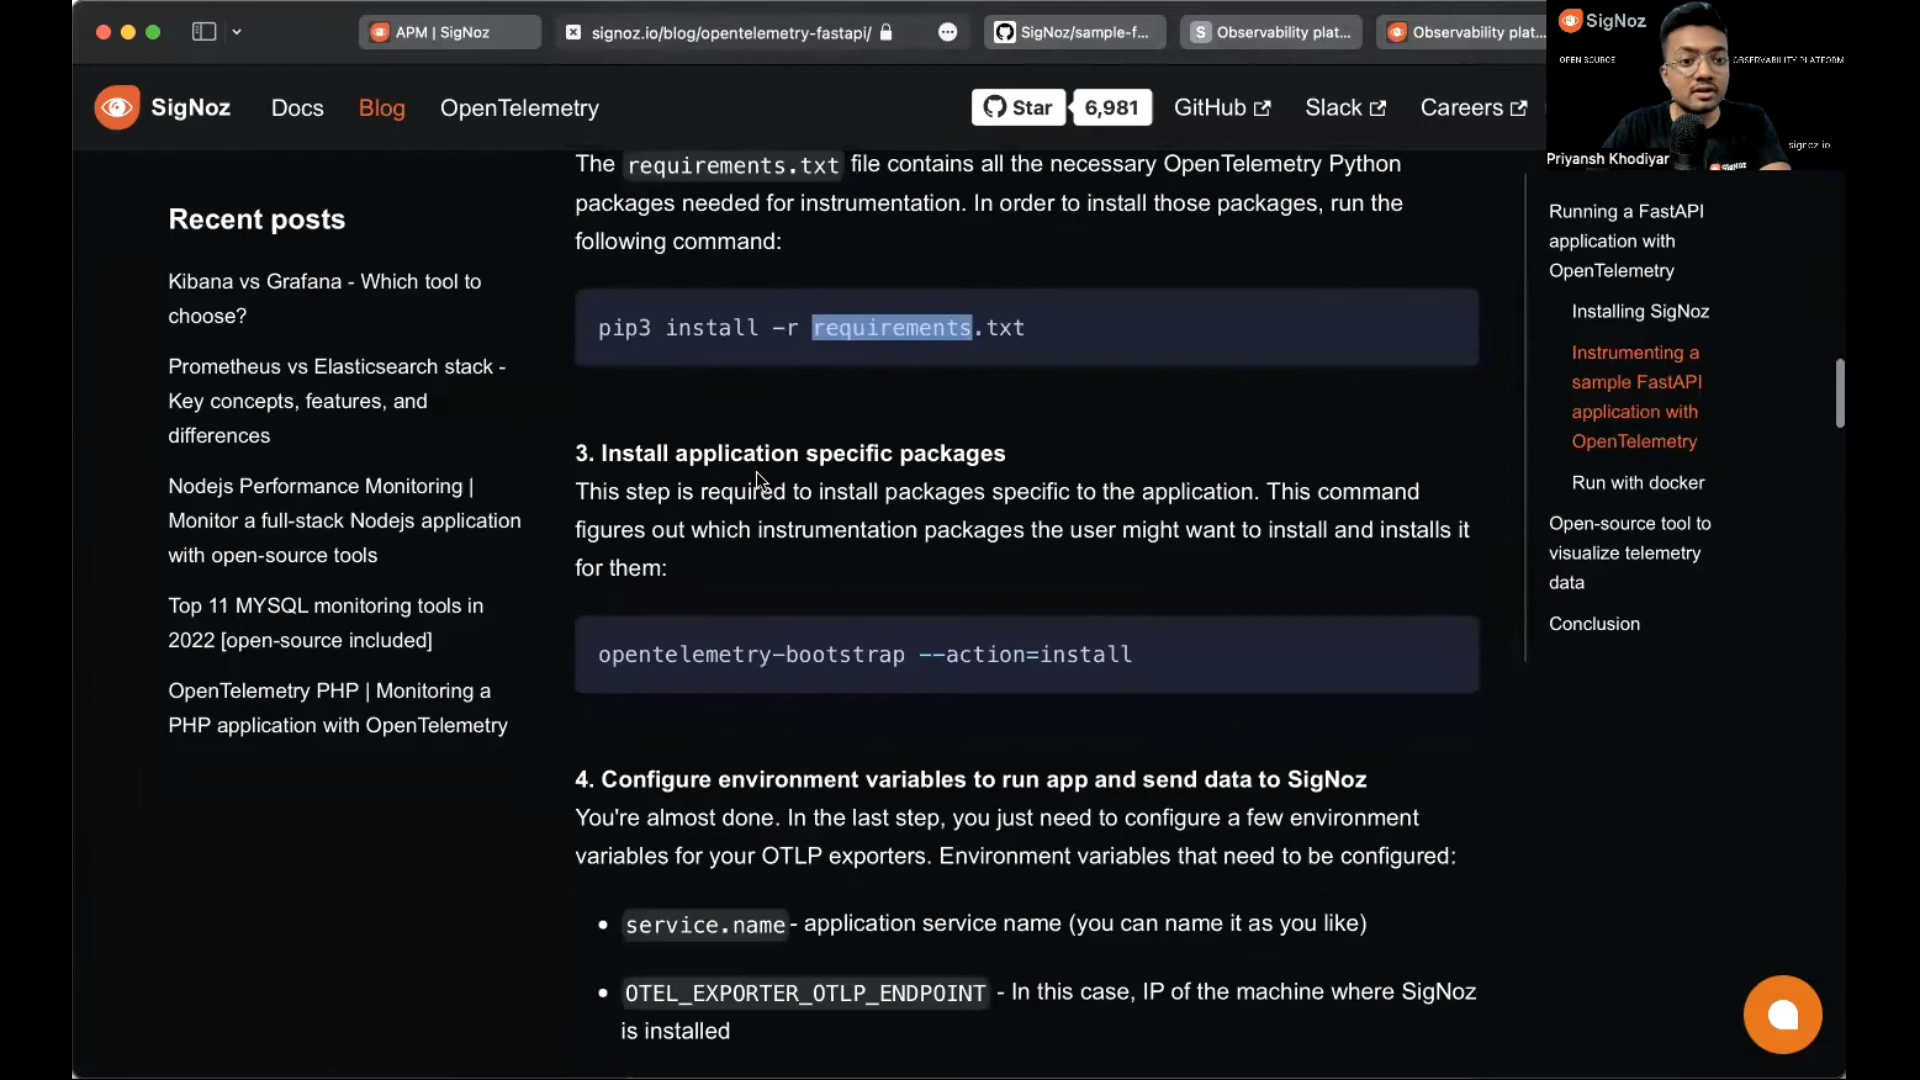 APM | SigNoz
signoz.io/blog/opentelemetry-fastapi/
SigNoz/sample-f...
S Observability plat...
Observability plat...
SigNoz
OPEN SOURCE
OBSERVABILITY PLATFORM
signoz.io
SigNoz
Priyansh Khodiyar
SigNoz
Docs
Blog
OpenTelemetry
Star
6,981
GitHub
Slack
Careers
Recent posts
Kibana vs Grafana - Which tool to
choose?
Prometheus vs Elasticsearch stack -
Key concepts, features, and
differences
Nodejs Performance Monitoring |
Monitor a full-stack Nodejs application
with open-source tools
Top 11 MYSQL monitoring tools in
2022 [open-source included]
OpenTelemetry PHP | Monitoring a
PHP application with OpenTelemetry
The requirements.txt file contains all the necessary OpenTelemetry Python
packages needed for instrumentation. In order to install those packages, run the
following command:
pip3 install -r requirements.txt
3. Install application specific packages
This step is required to install packages specific to the application. This command
figures out which instrumentation packages the user might want to install and installs it
for them:
opentelemetry-bootstrap --action=install
4. Configure environment variables to run app and send data to SigNoz
You're almost done. In the last step, you just need to configure a few environment
variables for your OTLP exporters. Environment variables that need to be configured:
service.name- application service name (you can name it as you like)
OTEL_EXPORTER_OTLP_ENDPOINT - In this case, IP of the machine where SigNoz
is installed
Running a FastAPI
application with
OpenTelemetry
Installing SigNoz
Instrumenting a
sample FastAPI
application with
OpenTelemetry
Run with docker
Open-source tool to
visualize telemetry
data
Conclusion